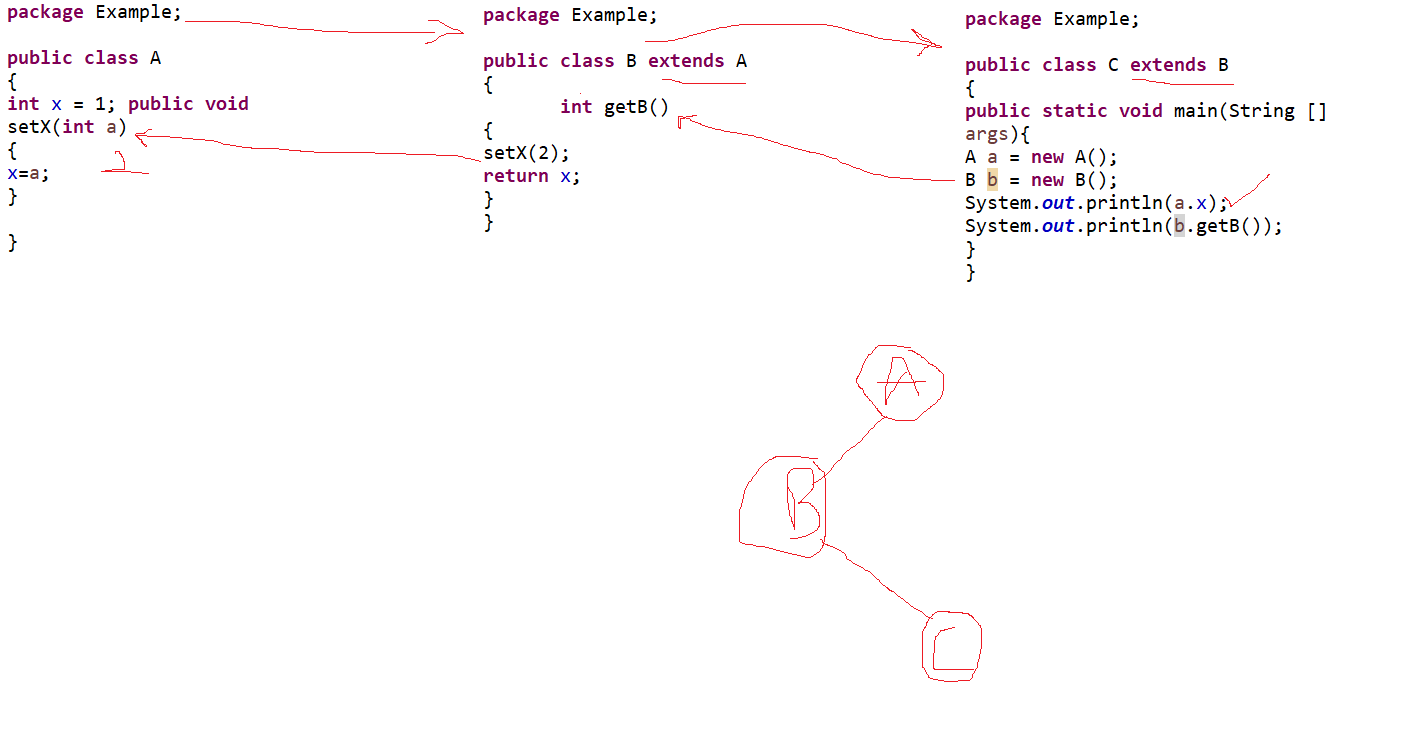 package Example;
public class A
{
int x = 1; public void
setX(int a)
{
x=a;
}
}
package Example;
public class B extends A
{
int getB()
{
setX(2);
return x;
}
}
package Example;
public class C extends B
{
public static void main(String []
args){
A a = new A();
B b = new B();
System.out.println(a.x);
System.out.println(b.getB());
}
}
2
A
B
C